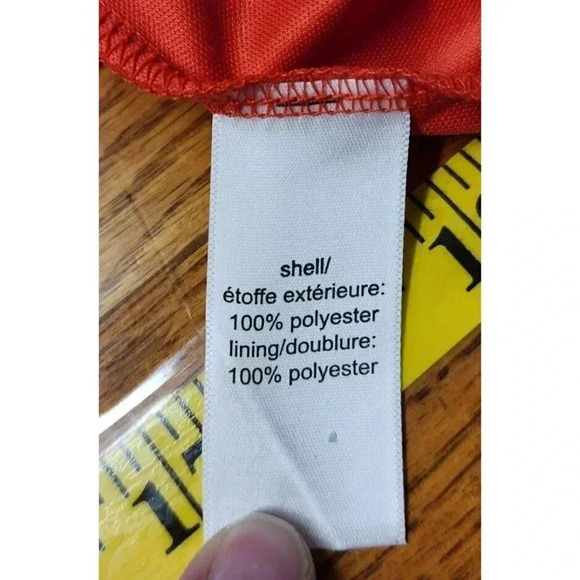 shell/
étoffe extérieure:
100% polyester
lining/doublure:
100% polyester